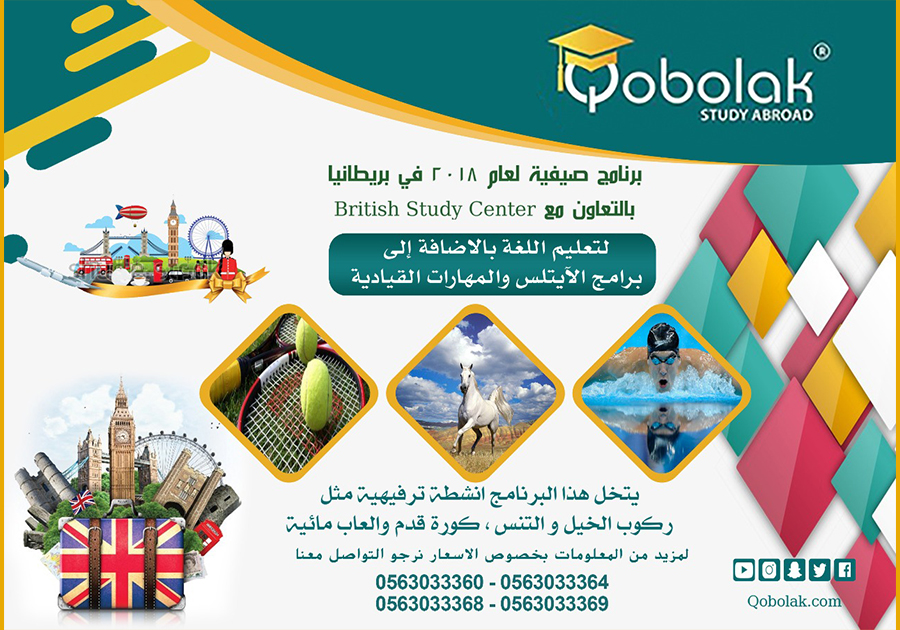 Qobolak®
STUDY ABROAD
برنامج صيفية لعام ٢٠١٨ في بريطانيا
بالتعاون مع British Study Center
لتعليم اللغة بالاضافة إلى
برامج الآيتلس والمهارات القيادية
يتخل هذا البرنامج انشطة ترفيهية مثل
ركوب الخيل و التنس ، كورة قدم والعاب مائية
لمزيد من المعلومات بخصوص الاسعار نرجو التواصل معنا
0563033360 - 0563033364
0563033368 - 0563033369
Qobolak.com